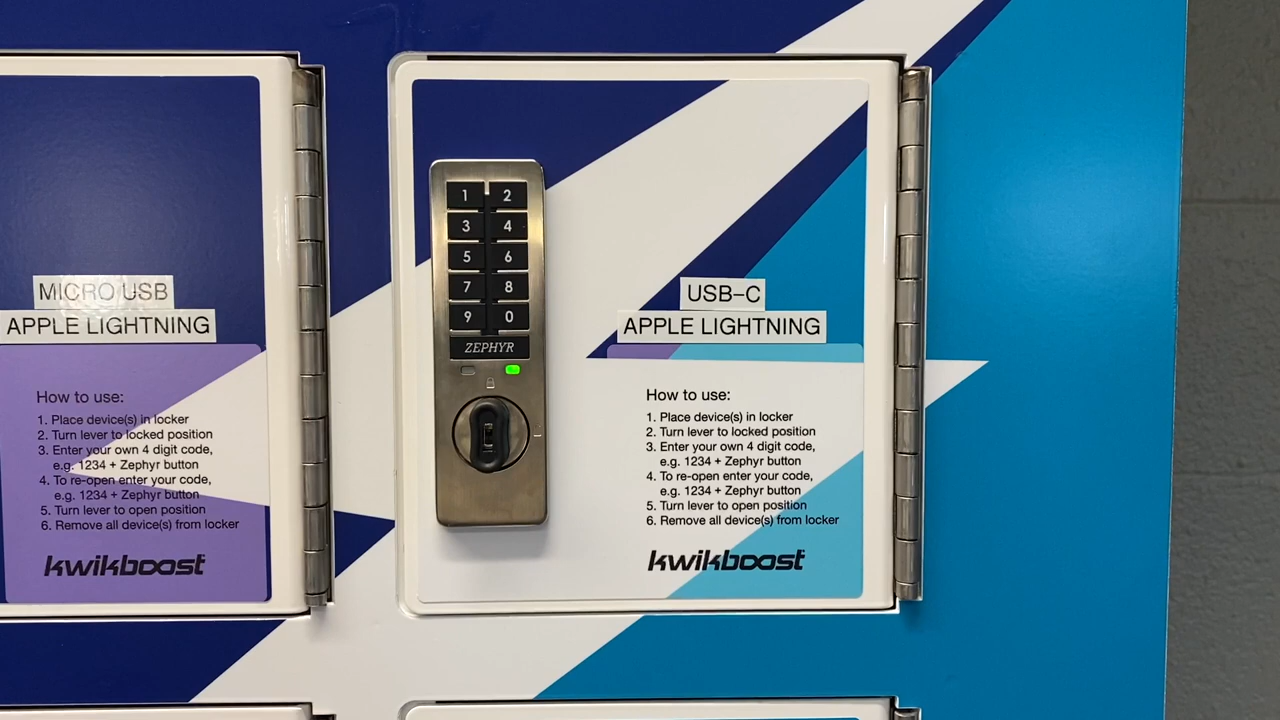 MICRO USB
APPLE LIGHTNING
How to use:
1. Place device(s) in locker
2. Turn lever to locked position
3. Enter your own 4 digit code,
e.g. 1234 + Zephyr button
4. To re-open enter your code,
e.g. 1234 + Zephyr button
5. Turn lever to open position
6. Remove all device(s) from locker
kwikboost
1 2
3 4
5 6
7 8
9 0
ZEPHYR
USB-C
APPLE LIGHTNING
How to use:
1. Place device(s) in locker
2. Turn lever to locked position
3. Enter your own 4 digit code,
e.g. 1234 + Zephyr button
4. To re-open enter your code,
e.g. 1234 + Zephyr button
5. Turn lever to open position
6. Remove all device(s) from locker
kwikboost